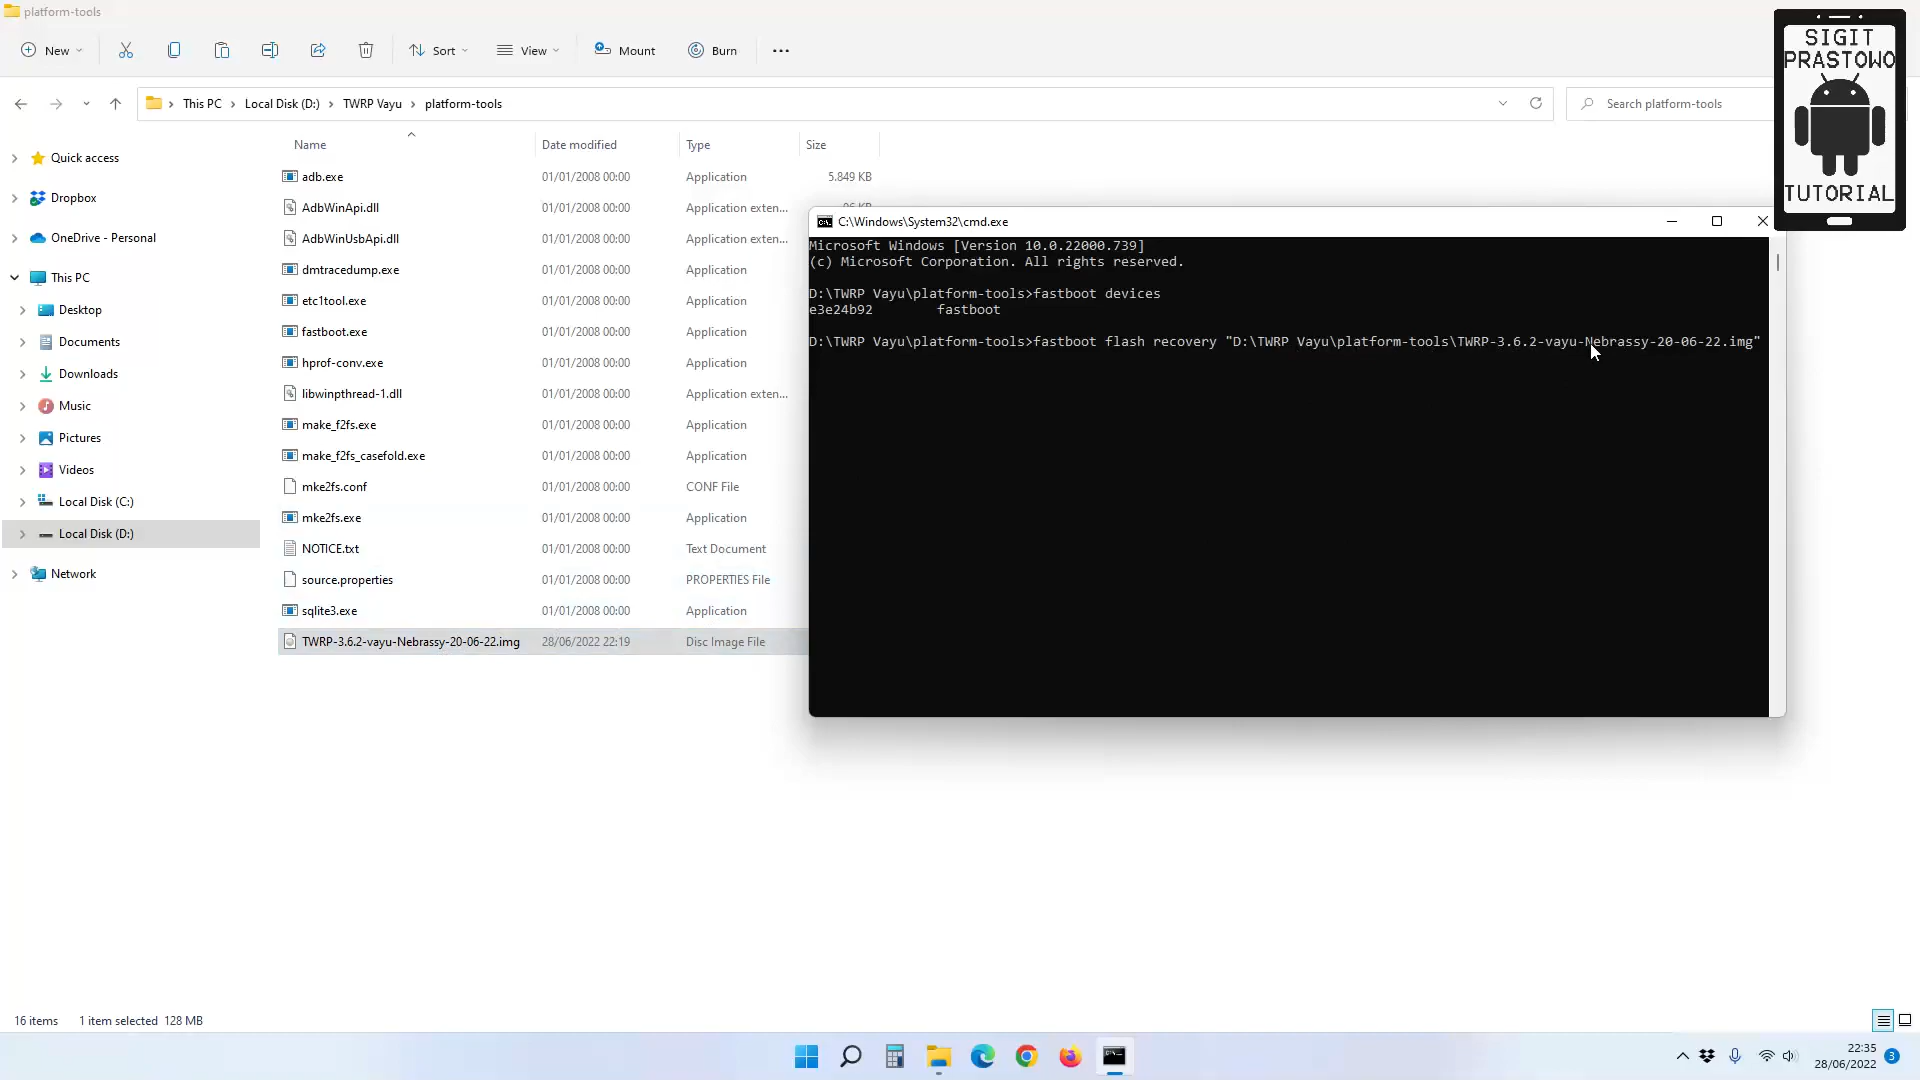 platform-tools
New
Sort
View
Mount
Burn
This PC
Local Disk (D:)
TWRP Vayu
platform-tools
Search platform-tools
SIGIT
PRASTOWO
TUTORIAL
Quick access
Dropbox
OneDrive - Personal
This PC
Desktop
Documents
Downloads
Music
Pictures
Videos
Local Disk (C:)
Local Disk (D:)
Network
Name Date modified Type Size
adb.exe 01/01/2008 00:00 Application 5.849 KB
AdbWinApi.dll 01/01/2008 00:00 Application exten...
AdbWinUsbApi.dll 01/01/2008 00:00 Application exten...
dmtracedump.exe 01/01/2008 00:00 Application
etc1tool.exe 01/01/2008 00:00 Application
fastboot.exe 01/01/2008 00:00 Application
hprof-conv.exe 01/01/2008 00:00 Application
libwinpthread-1.dll 01/01/2008 00:00 Application exten...
make_f2fs.exe 01/01/2008 00:00 Application
make_f2fs_casefold.exe 01/01/2008 00:00 Application
mke2fs.conf 01/01/2008 00:00 CONF File
mke2fs.exe 01/01/2008 00:00 Application
NOTICE.txt 01/01/2008 00:00 Text Document
source.properties 01/01/2008 00:00 PROPERTIES File
sqlite3.exe 01/01/2008 00:00 Application
TWRP-3.6.2-vayu-Nebrassy-20-06-22.img 28/06/2022 22:19 Disc Image File
C:\Windows\System32\cmd.exe
Microsoft Windows [Version 10.0.22000.739]
(c) Microsoft Corporation. All rights reserved.
D:\TWRP Vayu\platform-tools>fastboot devices
e3e24b92 fastboot
D:\TWRP Vayu\platform-tools>fastboot flash recovery "D:\TWRP Vayu\platform-tools\TWRP-3.6.2-vayu-Nebrassy-20-06-22.img"
16 items 1 item selected 128 MB
22:35
28/06/2022
3